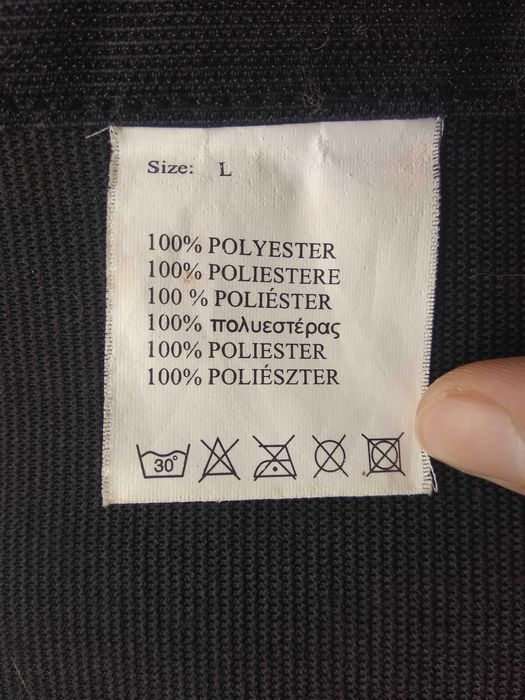 Size: L
100% POLYESTER
100% POLIESTERE
100 % POLIÉSTER
100% πολυεστέρας
100% POLIESTER
100% POLIÉSZTER
30°